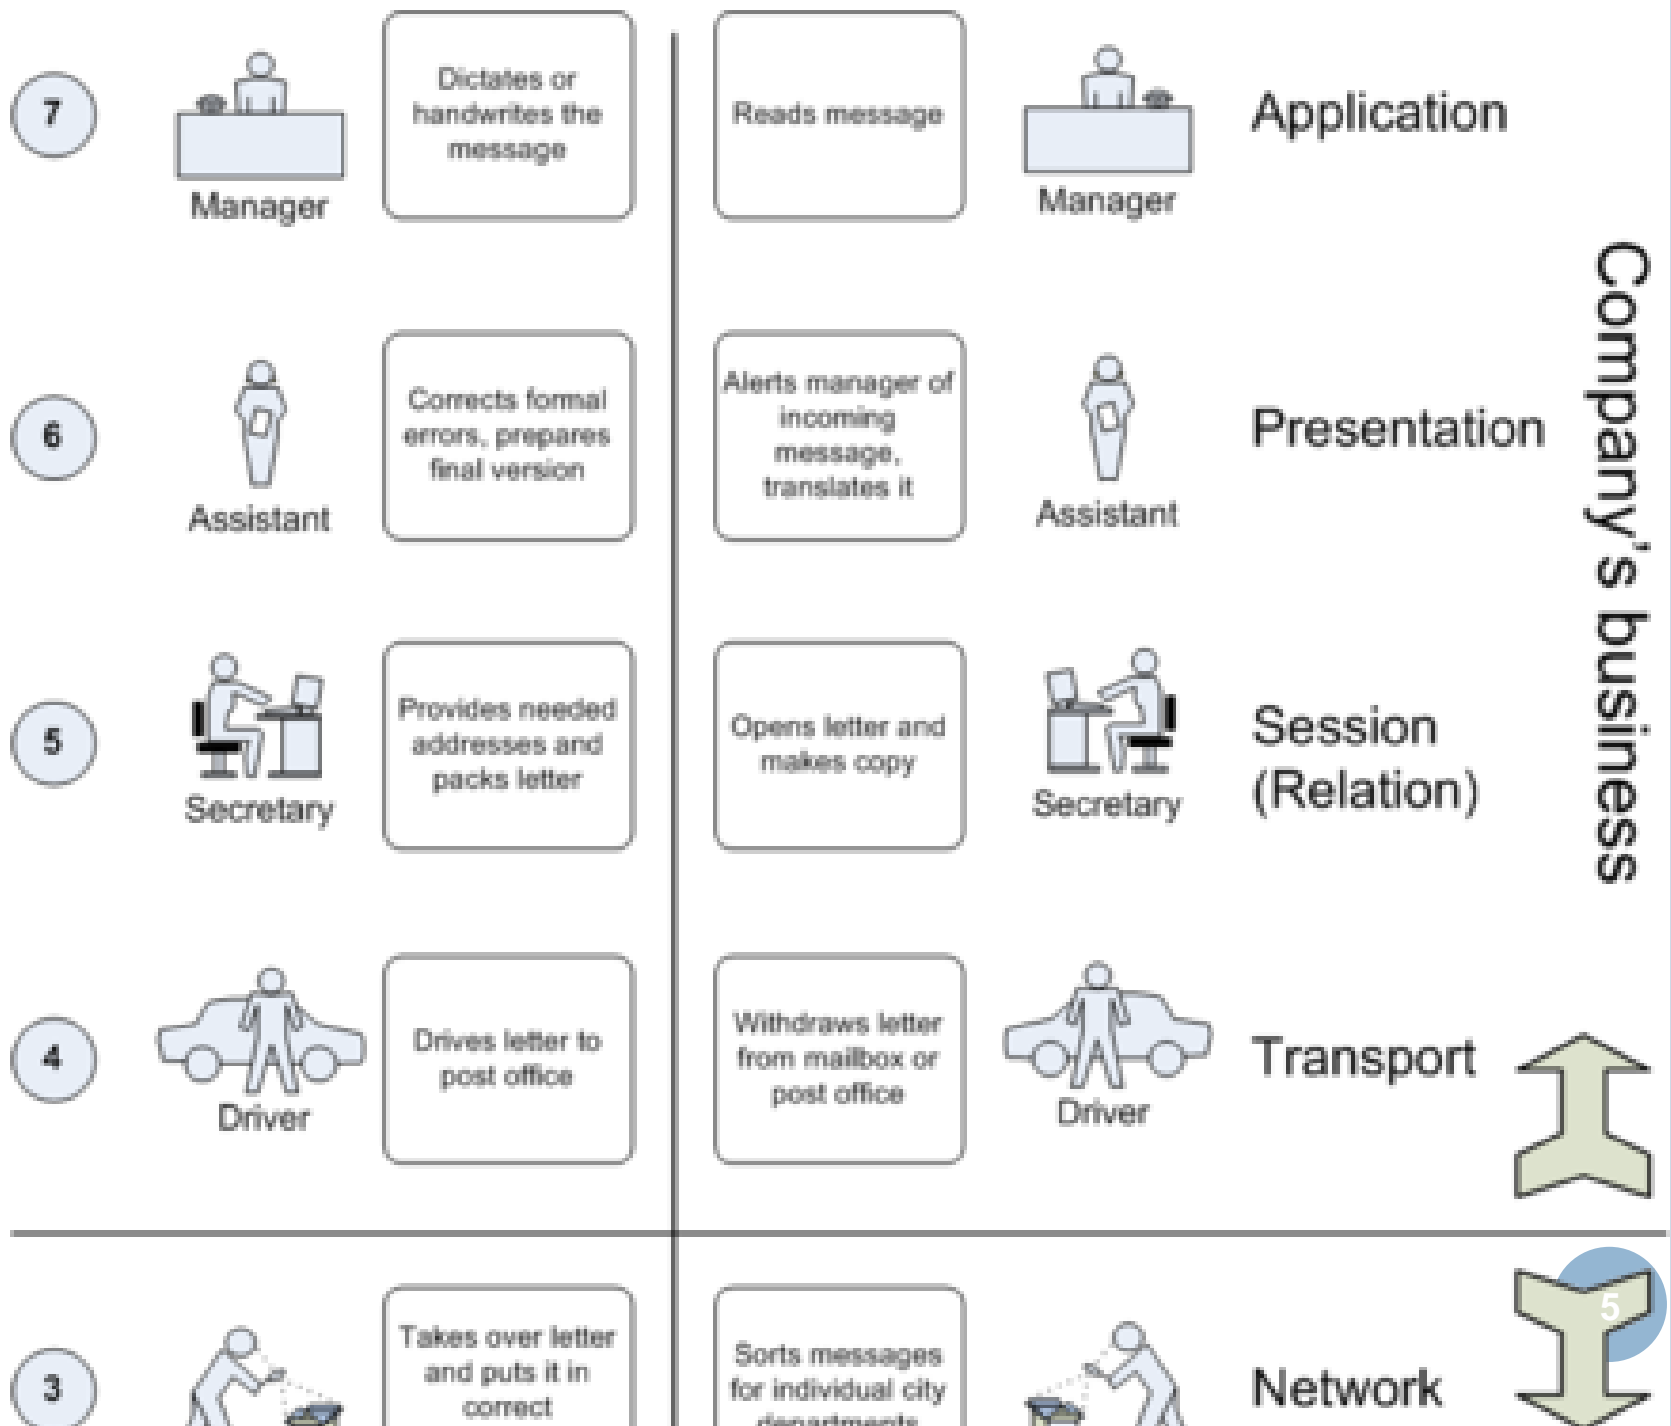 7
Manager
Dictates or
handwrites the
message
Reads message
Manager
Application
6
Assistant
Corrects formal
errors, prepares
final version
Alerts manager of
incoming
message,
translates it
Assistant
Presentation
Company's business
5
Secretary
Provides needed
addresses and
packs letter
Opens letter and
makes copy
Secretary
Session
(Relation)
4
Driver
Drives letter to
post office
Withdraws letter
from mailbox or
post office
Driver
Transport
3
Takes over letter
and puts it in
correct
Sorts messages
for individual city
departments
Network
5